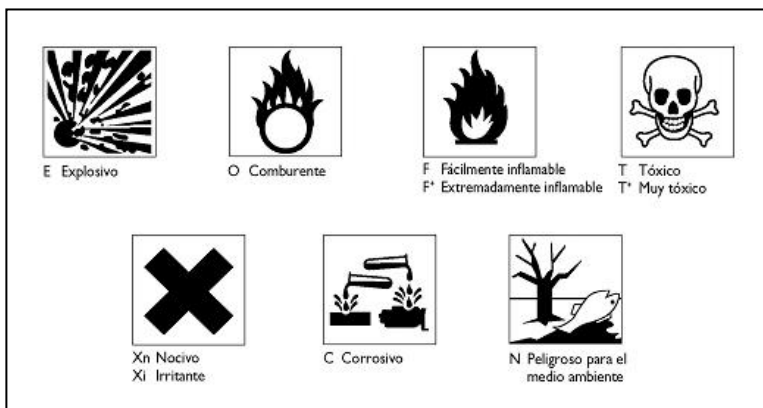 E Explosivo
O Comburente
F Fácilmente inflamable
F+ Extremadamente inflamable
T Tóxico
T+ Muy tóxico
Xn Nocivo
Xi Irritante
C Corrosivo
N Peligroso para el
medio ambiente